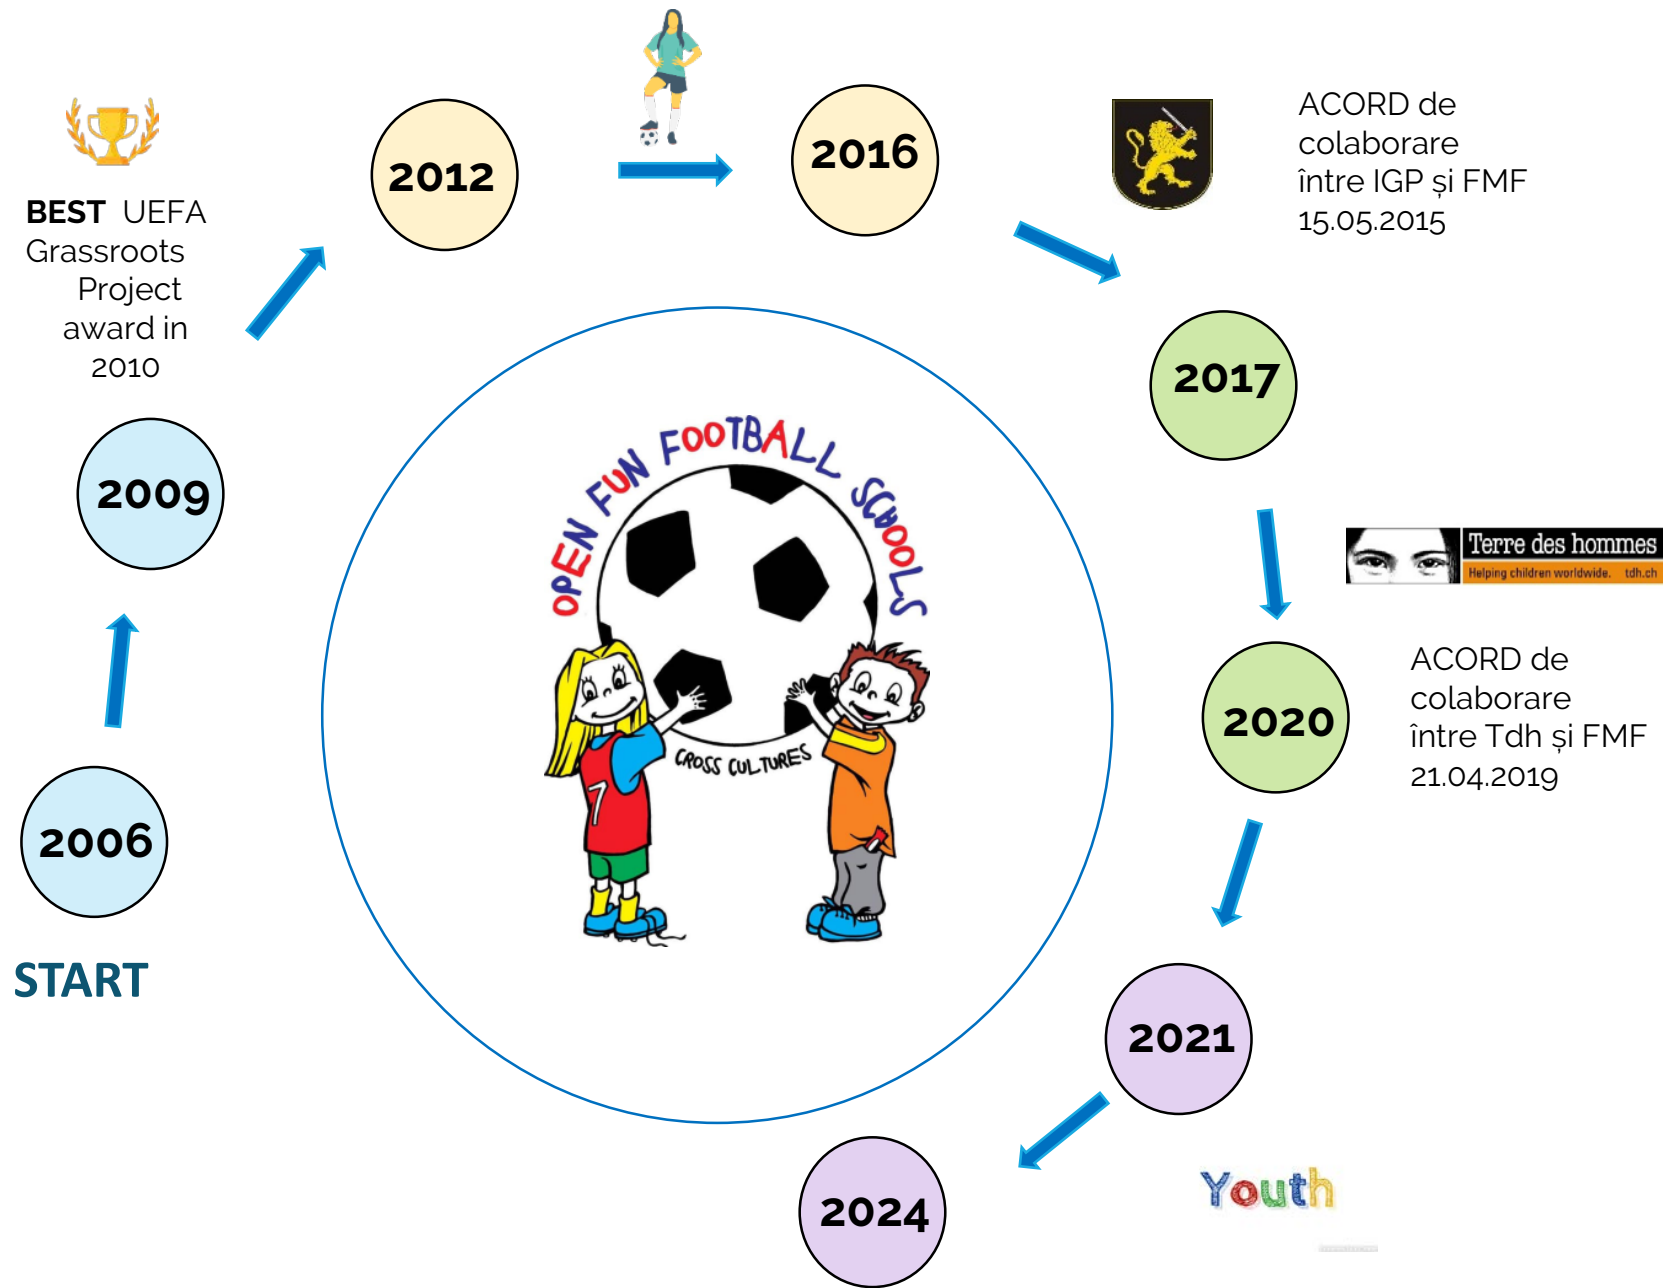 START
2006
2009
BEST UEFA
Grassroots
Project
award in
2010
2012
2016
ACORD de
colaborare
între IGP și FMF
15.05.2015
2017
Terre des hommes
Helping children worldwide. tdh.ch
2020
ACORD de
colaborare
între Tdh și FMF
21.04.2019
2021
Youth
2024
OPEN FUN FOOTBALL SCHOOLS
CROSS CULTURES
7